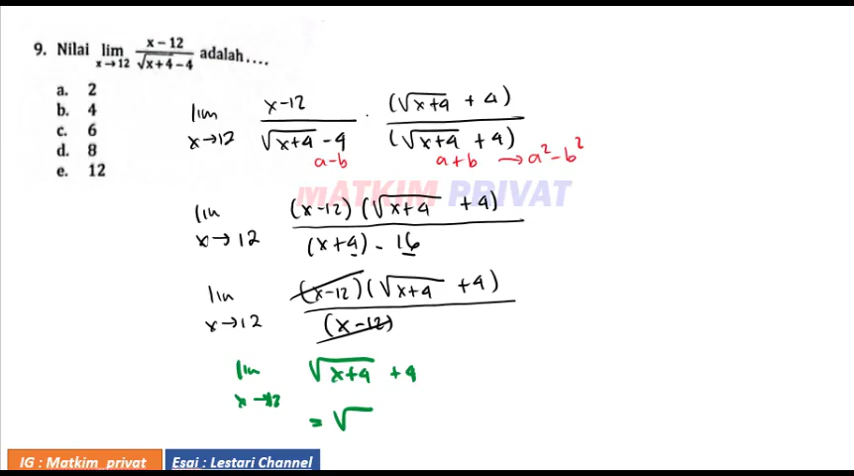 9. Nilai lim x→12 x − 12 / √x+4 − 4 adalah ....
a. 2
b. 4
c. 6
d. 8
e. 12
lim x→12 x-12 / √x+4 - 4 . (√x+4 + 4) / (√x+4 + 4)
a-b a+b → a² - b²
MATKIM PRIVAT
lim x→12 (x-12) (√x+4 + 4) / (x+4) - 16
lim x→12 (x-12) (√x+4 + 4) / (x-12)
lim x→12 √x+4 + 4
= √
IG : Matkim_privat
Esai : Lestari Channel